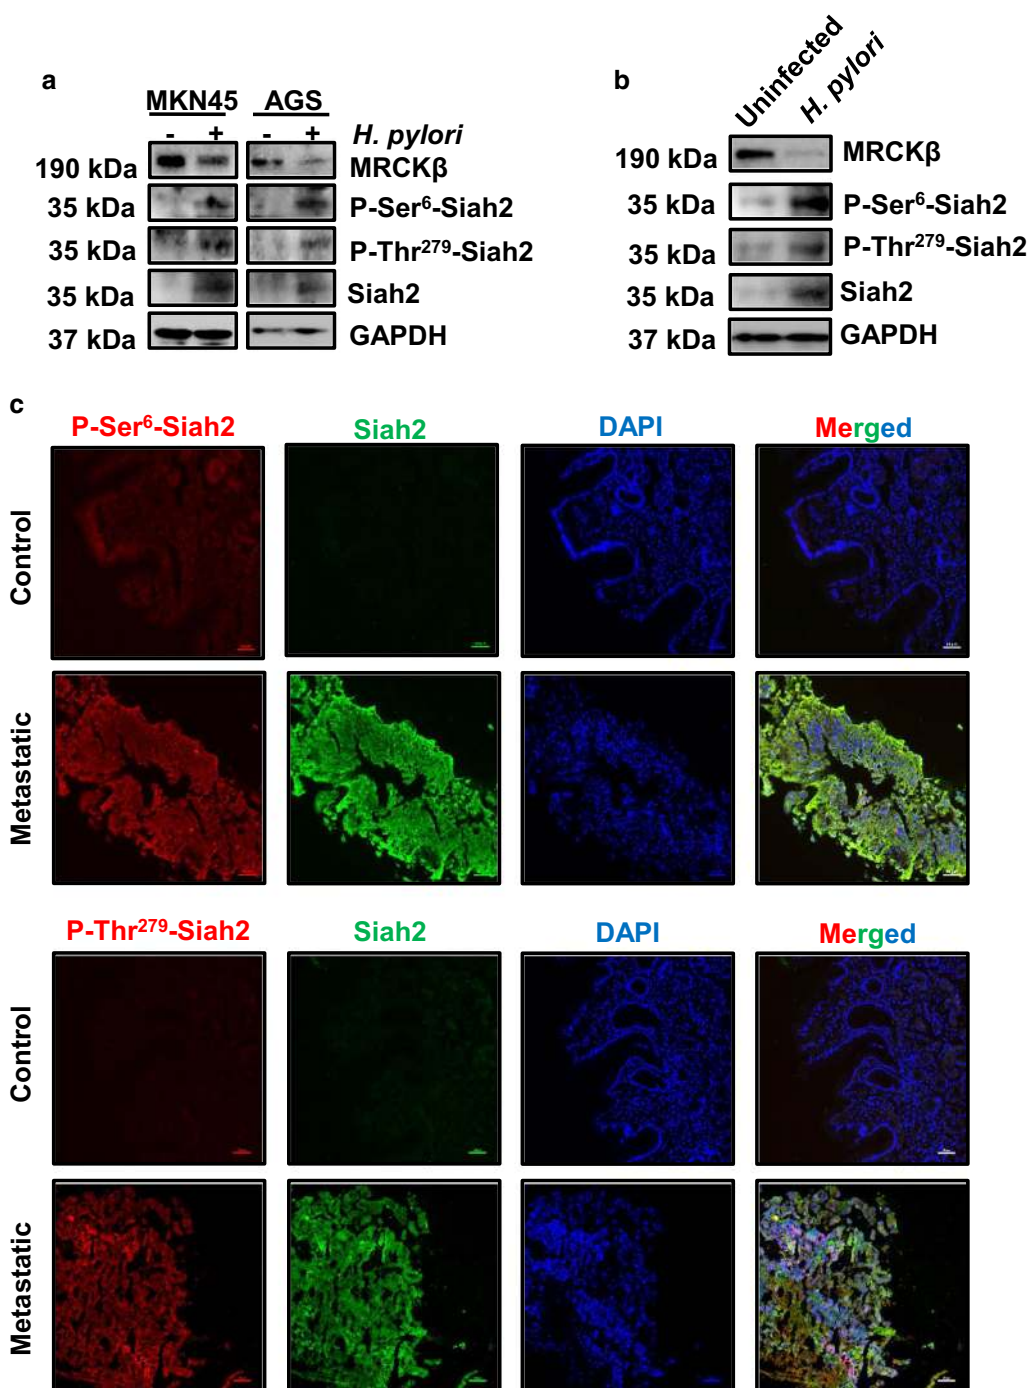 a
MKN45 AGS
- + - + H. pylori
190 kDa MRCKβ
35 kDa P-Ser⁶-Siah2
35 kDa P-Thr²⁷⁹-Siah2
35 kDa Siah2
37 kDa GAPDH
b
Uninfected H. pylori
190 kDa MRCKβ
35 kDa P-Ser⁶-Siah2
35 kDa P-Thr²⁷⁹-Siah2
35 kDa Siah2
37 kDa GAPDH
c
P-Ser⁶-Siah2 Siah2 DAPI Merged
Control
Metastatic
P-Thr²⁷⁹-Siah2 Siah2 DAPI Merged
Control
Metastatic